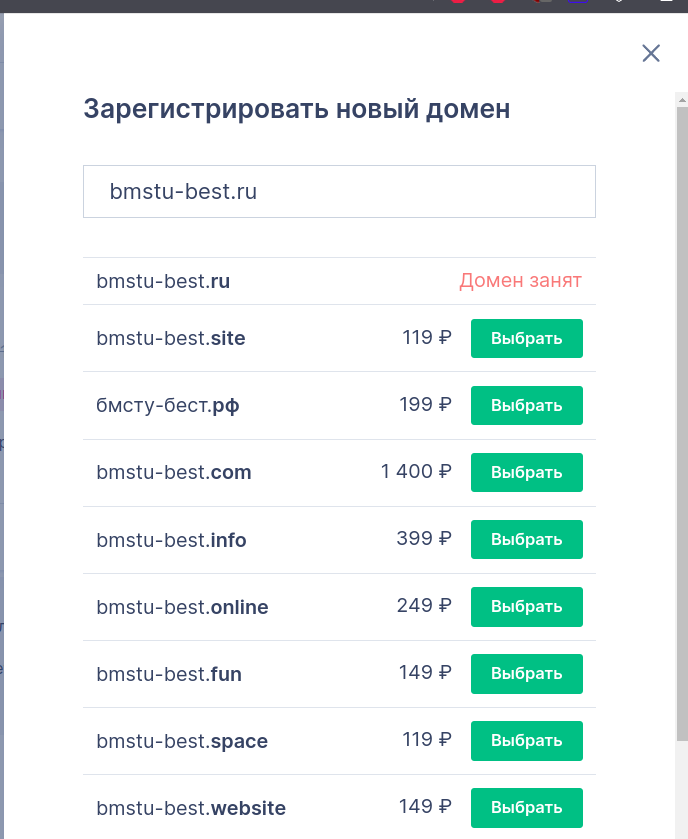 Зарегистрировать новый домен
bmstu-best.ru
bmstu-best.ru Домен занят
bmstu-best.site 119 ₽ Выбрать
бмсту-бест.рф 199 ₽ Выбрать
bmstu-best.com 1 400 ₽ Выбрать
bmstu-best.info 399 ₽ Выбрать
bmstu-best.online 249 ₽ Выбрать
bmstu-best.fun 149 ₽ Выбрать
bmstu-best.space 119 ₽ Выбрать
bmstu-best.website 149 ₽ Выбрать